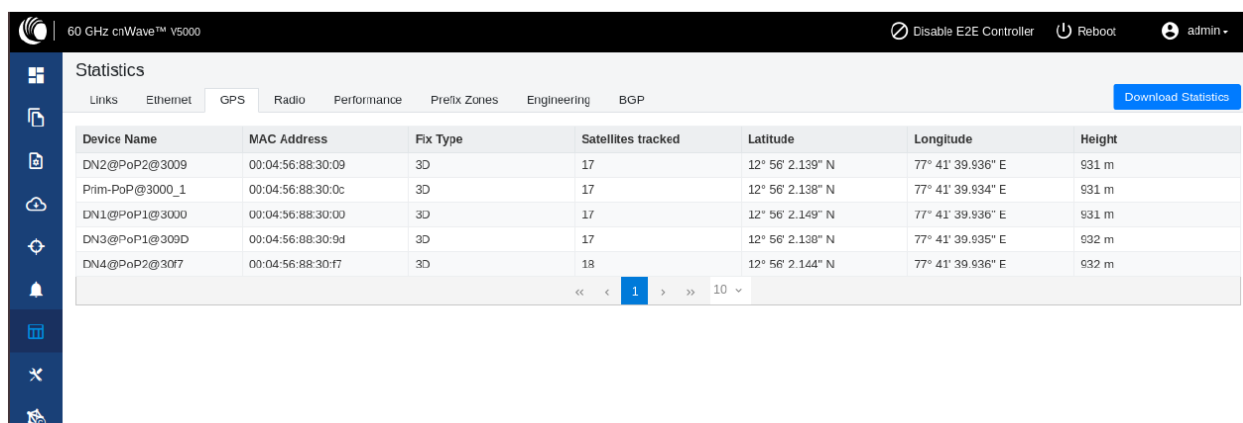 60 GHz cnWave™ V5000 Disable E2E Controller Reboot admin
Statistics
Links Ethernet GPS Radio Performance Prefix Zones Engineering BGP Download Statistics
Device Name MAC Address Fix Type Satellites tracked Latitude Longitude Height
DN2@PoP2@3009 00:04:56:88:30:09 3D 17 12° 56' 2.139" N 77° 41' 39.936" E 931 m
Prim-PoP@3000_1 00:04:56:88:30:0c 3D 17 12° 56' 2.138" N 77° 41' 39.934" E 931 m
DN1@PoP1@3000 00:04:56:88:30:00 3D 17 12° 56' 2.149" N 77° 41' 39.936" E 931 m
DN3@PoP1@309D 00:04:56:88:30:9d 3D 17 12° 56' 2.138" N 77° 41' 39.935" E 932 m
DN4@PoP2@30f7 00:04:56:88:30:f7 3D 18 12° 56' 2.144" N 77° 41' 39.936" E 932 m
« ‹ 1 › » 10